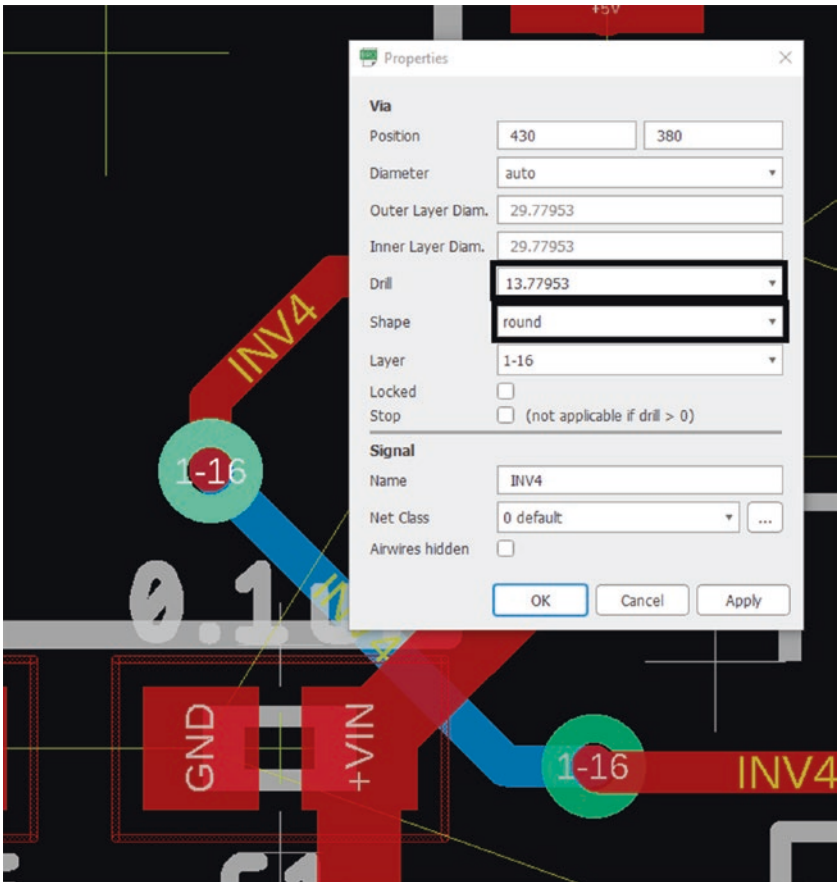 +5V
Properties
Via
Position 430 380
Diameter auto
Outer Layer Diam. 29.77953
Inner Layer Diam. 29.77953
Drill 13.77953
Shape round
Layer 1-16
Locked
Stop (not applicable if drill > 0)
Signal
Name INV4
Net Class 0 default ...
Airwires hidden
OK Cancel Apply
INV4
1-16
0.1
INV4
GND
+VIN
1-16
INV4